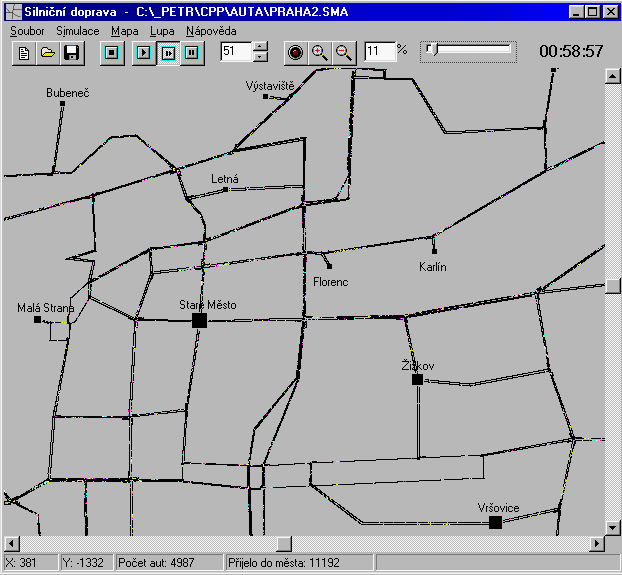 Silniční doprava - C:\_PETR\CPP\AUTA\PRAHA2.SMA
Soubor Simulace Mapa Lupa Nápověda
51 11 % 00:58:57
Bubeneč
Výstaviště
Letná
Karlín
Florenc
Malá Strana
Staré Město
Žižkov
Vršovice
X: 381 Y: -1332 Počet aut: 4987 Přijelo do města: 11192